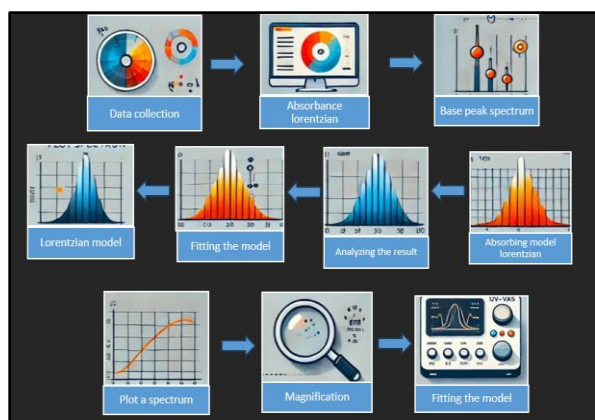 Data collection
Absorbance
lorentzian
Base peak spectrum
Lorentzian model
Fitting the model
Analyzing the result
Absorbing model
lorentzian
UV-VAS
Plot a spectrum
Magnification
Fitting the model